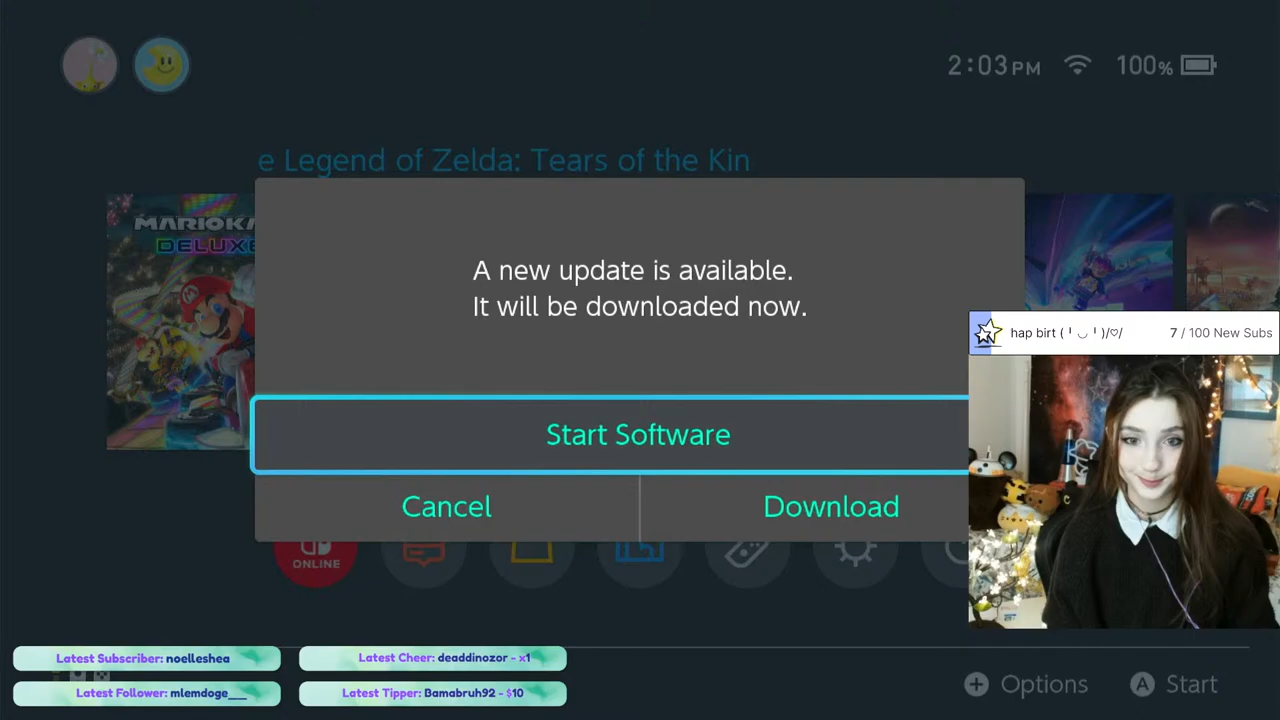 2:03 PM
100%
e Legend of Zelda: Tears of the Kin
MARIOKA
DELUXE
A new update is available.
It will be downloaded now.
hap birt ( ╹ ◡ ╹ )/♡/
7 / 100 New Subs
Start Software
Cancel
Download
ONLINE
Latest Subscriber: noelleshea
Latest Cheer: deaddinozor - x1
Latest Follower: mlemdoge__
Latest Tipper: Bamabruh92 - $10
+ Options
A Start